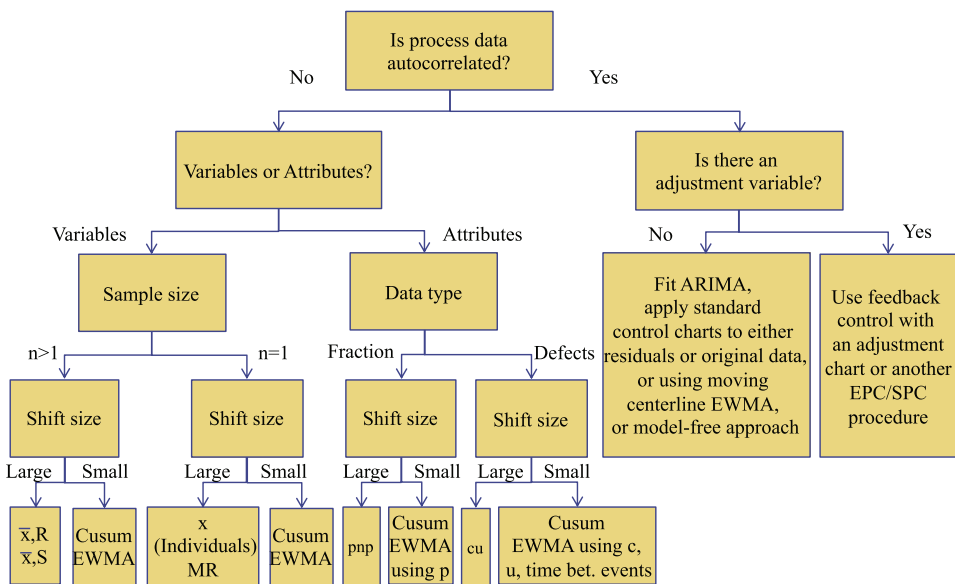 Is process data
autocorrelated?
No
Yes
Variables or Attributes?
Is there an
adjustment variable?
Variables
Attributes
No
Yes
Sample size
Data type
Fit ARIMA,
apply standard
control charts to either
residuals or original data,
or using moving
centerline EWMA,
or model-free approach
Use feedback
control with
an adjustment
chart or another
EPC/SPC
procedure
n>1
n=1
Fraction
Defects
Shift size
Shift size
Shift size
Shift size
Large
Small
Large
Small
Large
Small
Large
Small
x̅,R
x̅,S
Cusum
EWMA
x
(Individuals)
MR
Cusum
EWMA
pnp
Cusum
EWMA
using p
cu
Cusum
EWMA using c,
u, time bet. events